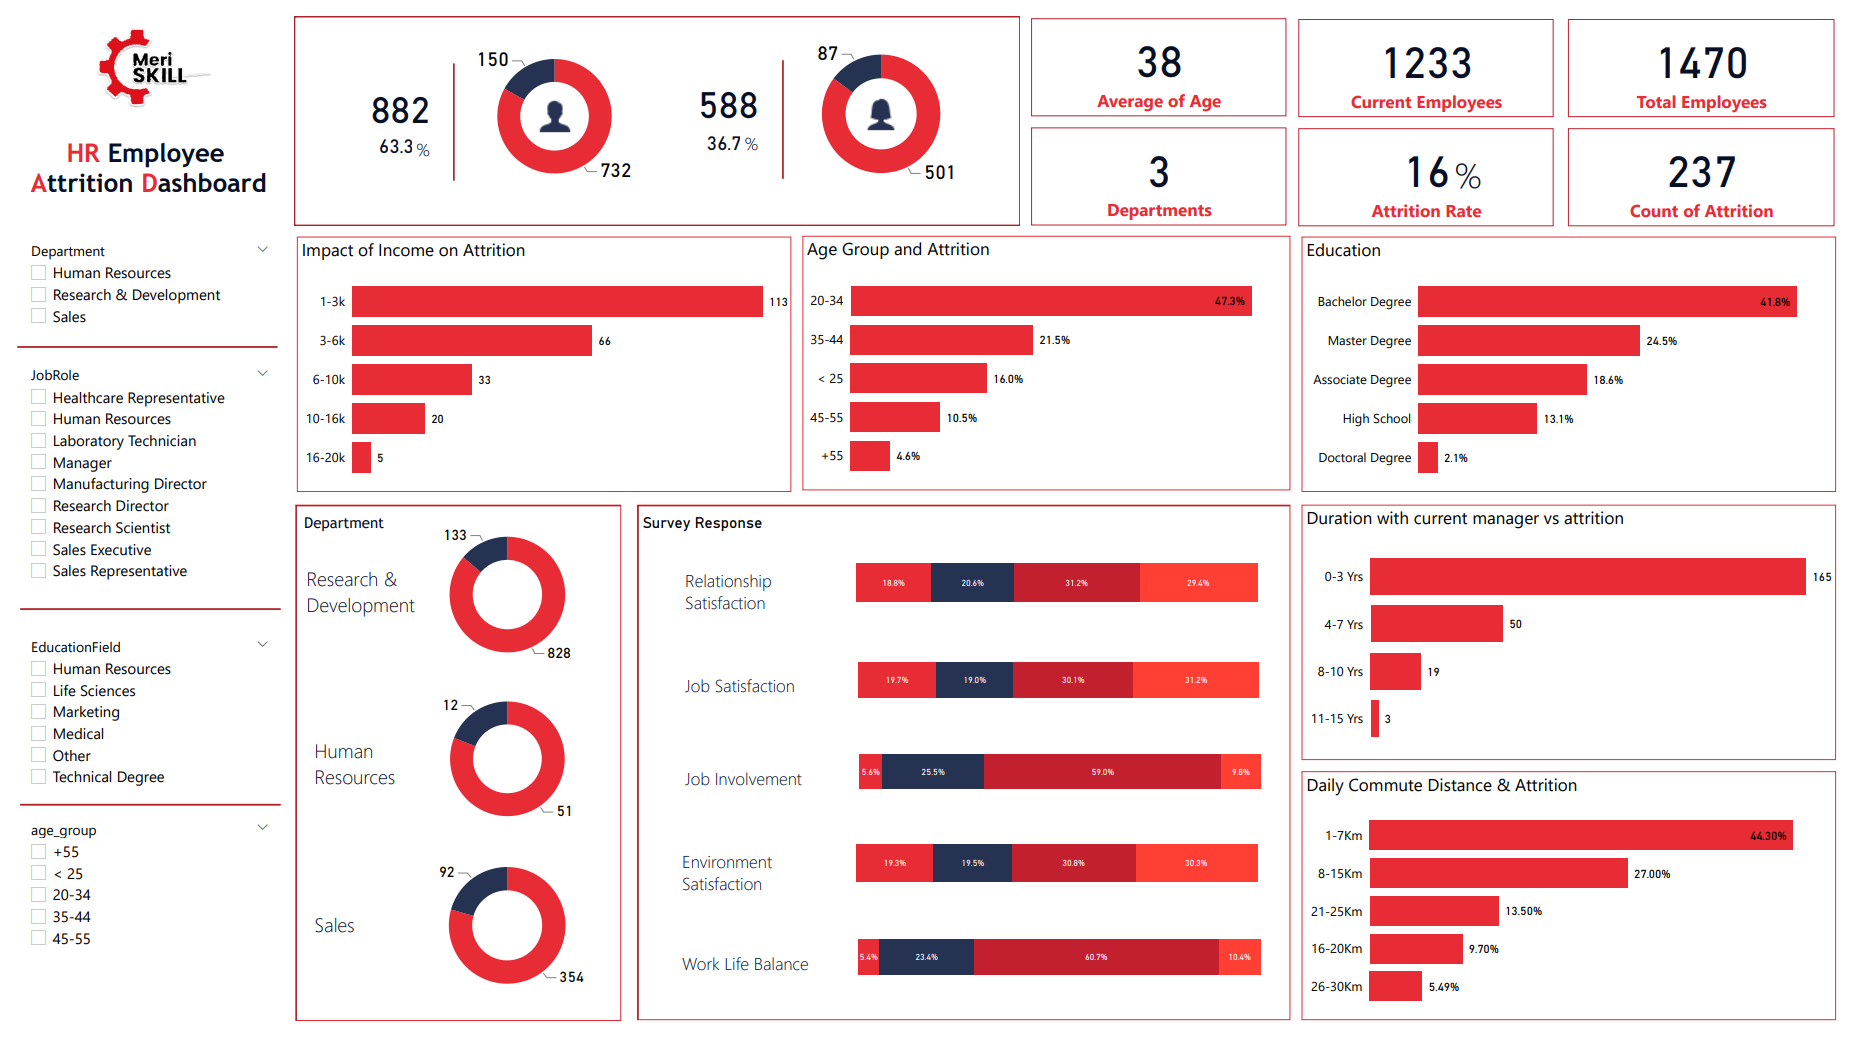 Meri
SKILL
HR Employee
Attrition Dashboard
Department
Human Resources
Research & Development
Sales
JobRole
Healthcare Representative
Human Resources
Laboratory Technician
Manager
Manufacturing Director
Research Director
Research Scientist
Sales Executive
Sales Representative
EducationField
Human Resources
Life Sciences
Marketing
Medical
Other
Technical Degree
age_group
+55
< 25
20-34
35-44
45-55
882
63.3 %
150
732
588
36.7 %
87
501
38
Average of Age
1233
Current Employees
1470
Total Employees
3
Departments
16 %
Attrition Rate
237
Count of Attrition
Impact of Income on Attrition
1-3k 113
3-6k 66
6-10k 33
10-16k 20
16-20k 5
Age Group and Attrition
20-34 47.3%
35-44 21.5%
< 25 16.0%
45-55 10.5%
+55 4.6%
Education
Bachelor Degree 41.8%
Master Degree 24.5%
Associate Degree 18.6%
High School 13.1%
Doctoral Degree 2.1%
Department
133
Research &
Development
828
12
Human
Resources
51
92
Sales
354
Survey Response
Relationship
Satisfaction
18.8% 20.6% 31.2% 29.4%
Job Satisfaction
19.7% 19.0% 30.1% 31.2%
Job Involvement
5.6% 25.5% 59.0% 9.8%
Environment
Satisfaction
19.3% 19.5% 30.8% 30.3%
Work Life Balance
5.4% 23.4% 60.7% 10.4%
Duration with current manager vs attrition
0-3 Yrs 165
4-7 Yrs 50
8-10 Yrs 19
11-15 Yrs 3
Daily Commute Distance & Attrition
1-7Km 44.30%
8-15Km 27.00%
21-25Km 13.50%
16-20Km 9.70%
26-30Km 5.49%